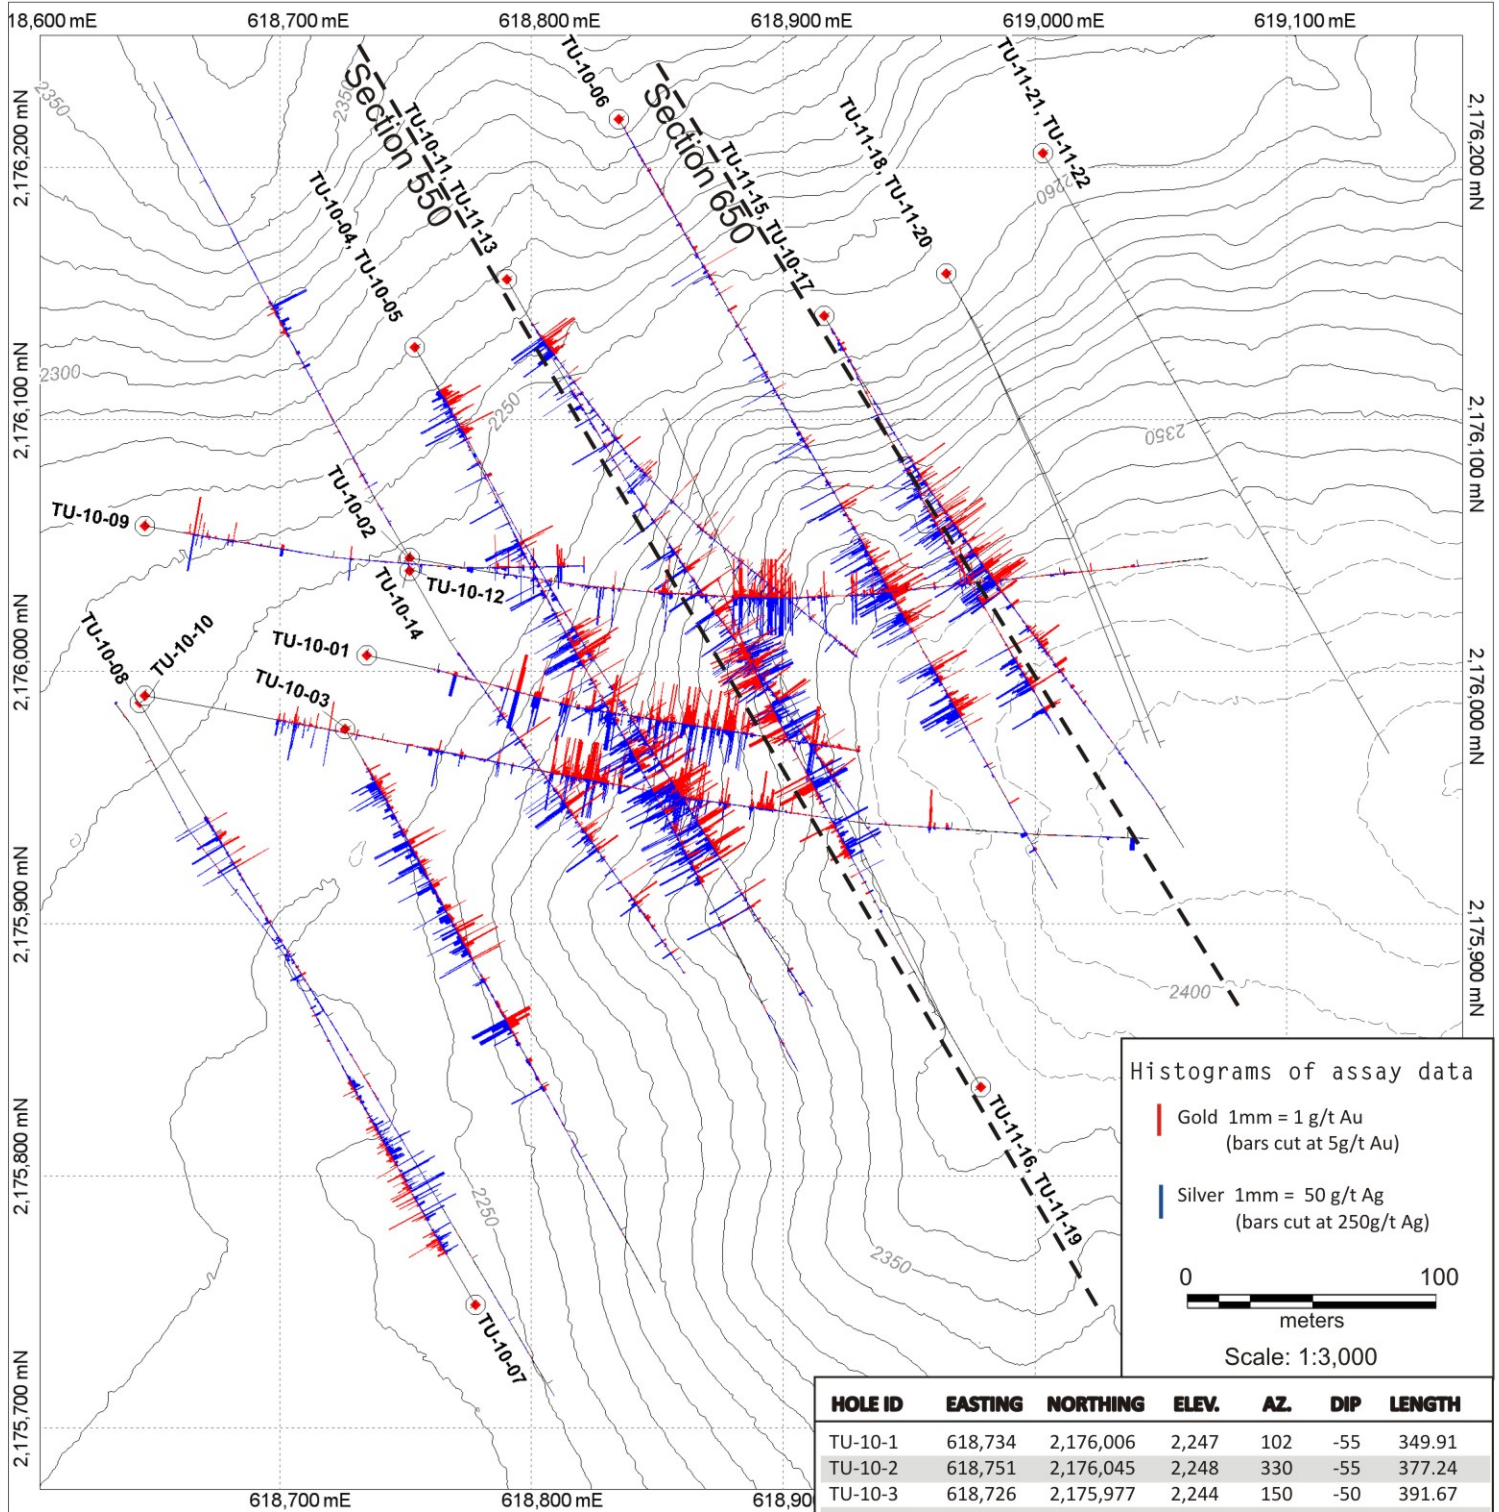 18,600 mE 618,700 mE 618,800 mE 618,900 mE 619,000 mE 619,100 mE
2,176,200 mN
2,176,100 mN
2,176,000 mN
2,175,900 mN
2,175,800 mN
2,175,700 mN
2,176,200 mN
2,176,100 mN
2,176,000 mN
2,175,900 mN
2350
2350
Section 550
TU-10-11, TU-11-13
TU-10-06
Section 650
TU-11-15, TU-10-17
TU-11-18, TU-11-20
TU-11-21, TU-11-22
2260
TU-10-04, TU-10-05
2300
2250
2350
TU-10-02
TU-10-09
TU-10-12
TU-10-14
TU-10-01
TU-10-08
TU-10-10
TU-10-03
2400
2250
2350
TU-11-16, TU-11-19
TU-10-07
Histograms of assay data
Gold 1mm = 1 g/t Au
(bars cut at 5g/t Au)
Silver 1mm = 50 g/t Ag
(bars cut at 250g/t Ag)
0 100
meters
Scale: 1:3,000
HOLE ID EASTING NORTHING ELEV. AZ. DIP LENGTH
TU-10-1 618,734 2,176,006 2,247 102 -55 349.91
TU-10-2 618,751 2,176,045 2,248 330 -55 377.24
TU-10-3 618,726 2,175,977 2,244 150 -50 391.67
618,700 mE 618,800 mE 618,90